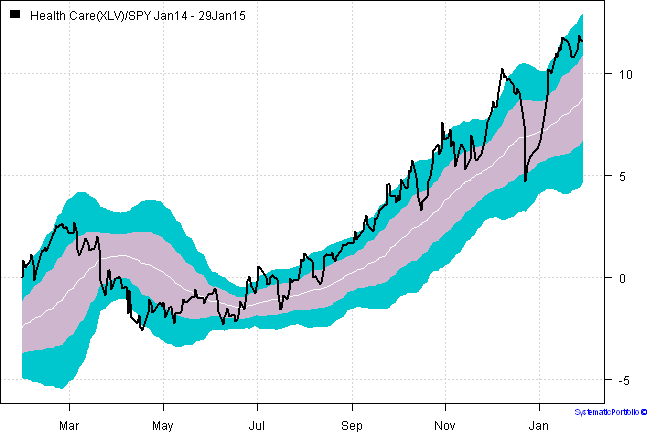 Health Care(XLV)/SPY Jan14 - 29Jan15
10
5
0
-5
SystematicPortfolio ©
Mar May Jul Sep Nov Jan